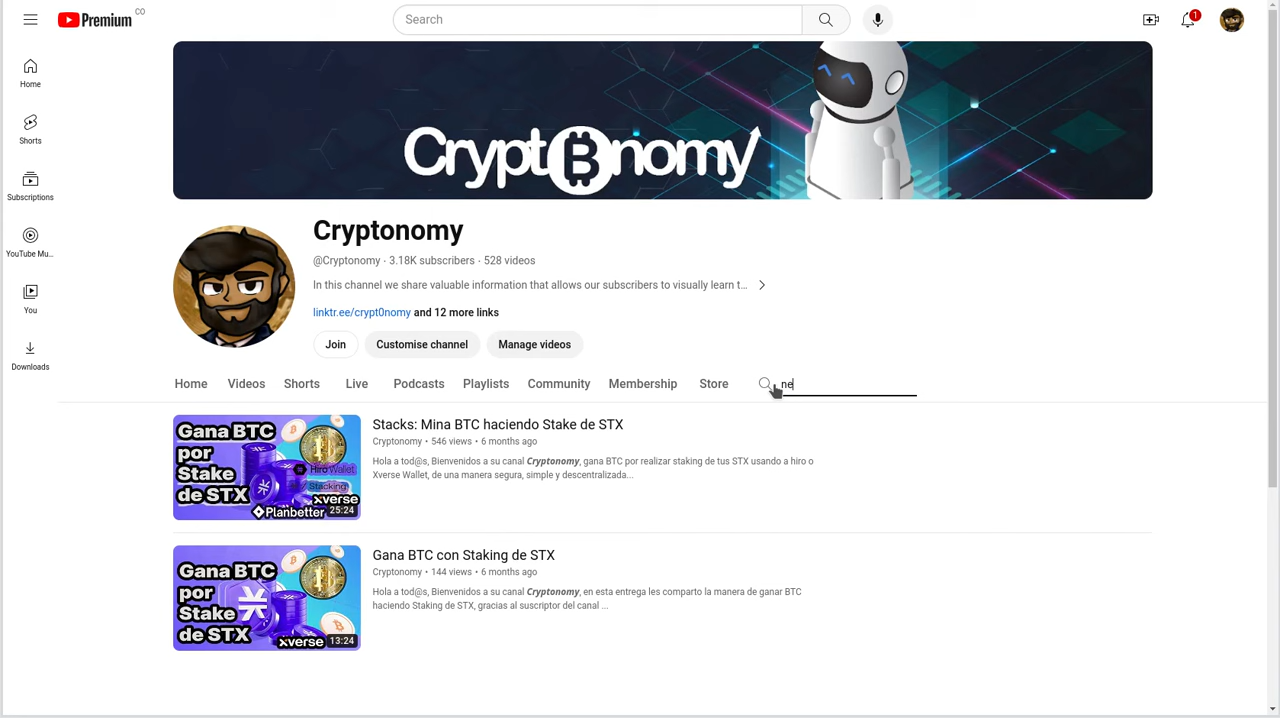 Premium CO
Search
1
Home
Shorts
Subscriptions
YouTube Mu...
You
Downloads
Crypt₿nomy
Cryptonomy
@Cryptonomy · 3.18K subscribers · 528 videos
In this channel we share valuable information that allows our subscribers to visually learn t...
linktr.ee/crypt0nomy and 12 more links
Join Customise channel Manage videos
Home Videos Shorts Live Podcasts Playlists Community Membership Store ne
Gana BTC
por
Stake
de STX
Hiro Wallet
Stacking
xverse
Planbetter
25:24
Stacks: Mina BTC haciendo Stake de STX
Cryptonomy • 546 views • 6 months ago
Hola a tod@s, Bienvenidos a su canal Cryptonomy, gana BTC por realizar staking de tus STX usando a hiro o
Xverse Wallet, de una manera segura, simple y descentralizada...
Gana BTC
por
Stake
de STX
xverse
13:24
Gana BTC con Staking de STX
Cryptonomy • 144 views • 6 months ago
Hola a tod@s, Bienvenidos a su canal Cryptonomy, en esta entrega les comparto la manera de ganar BTC
haciendo Staking de STX, gracias al suscriptor del canal ...